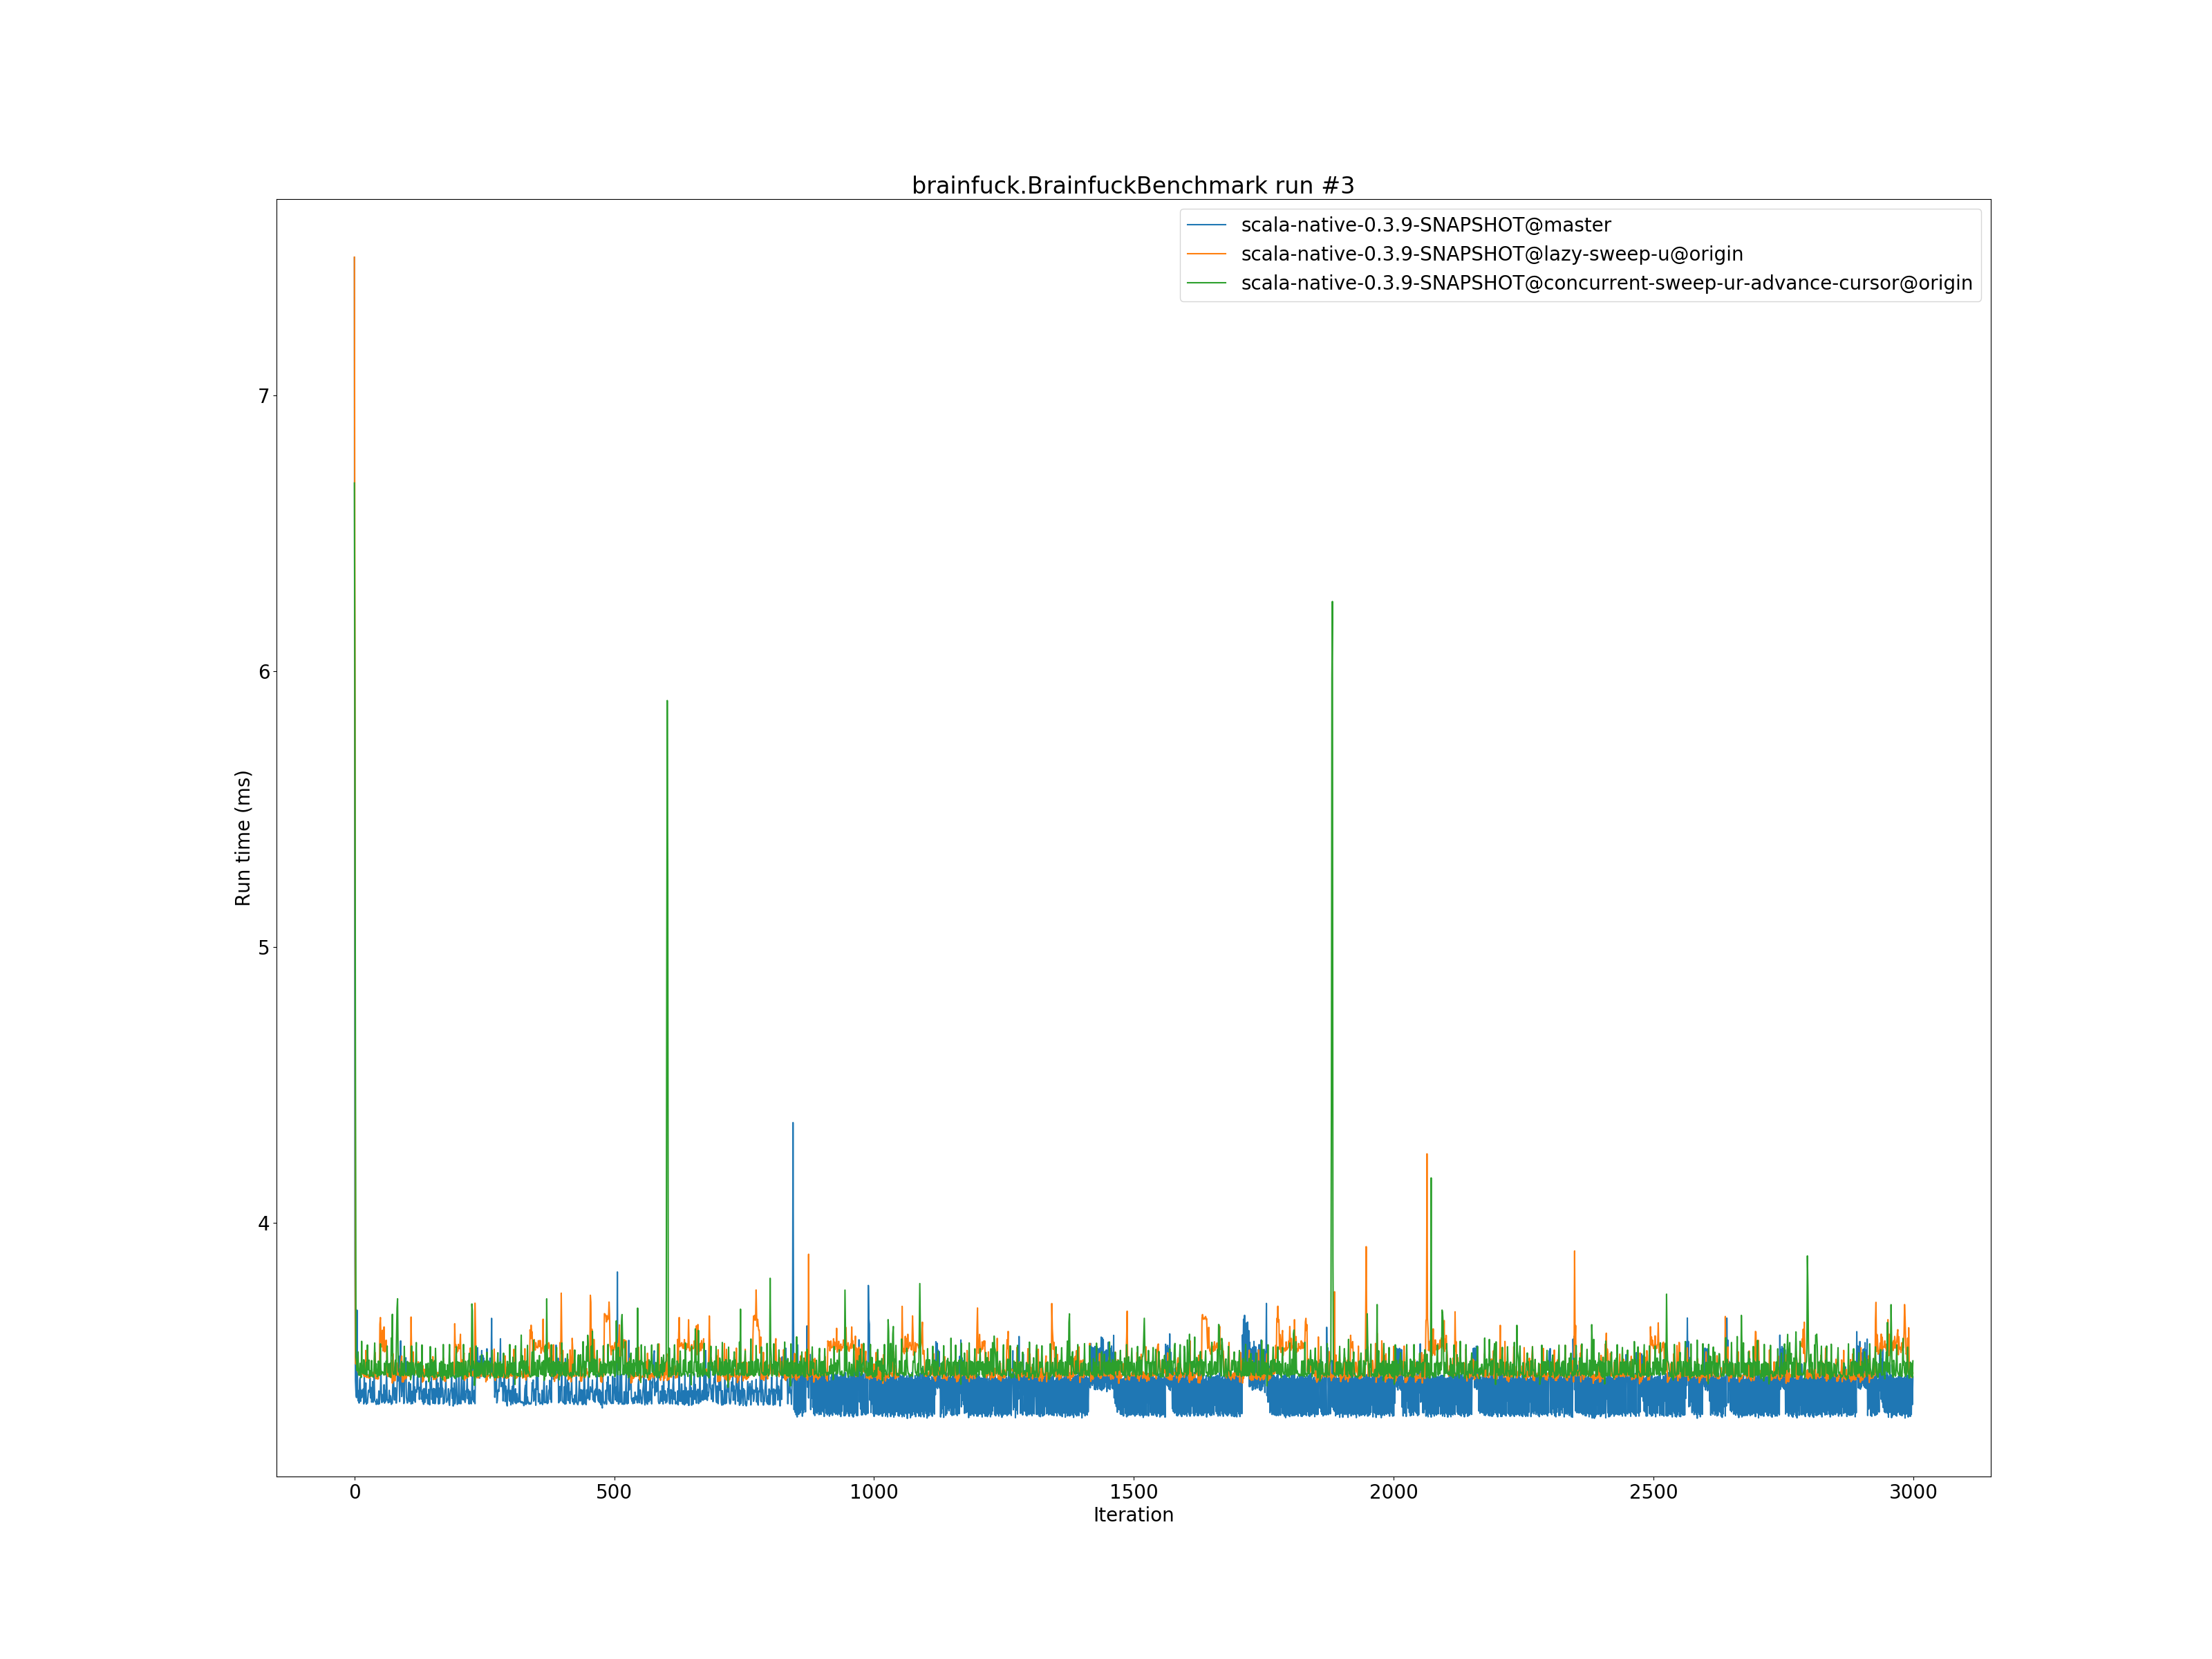 brainfuck.BrainfuckBenchmark run #3
scala-native-0.3.9-SNAPSHOT@master
scala-native-0.3.9-SNAPSHOT@lazy-sweep-u@origin
scala-native-0.3.9-SNAPSHOT@concurrent-sweep-ur-advance-cursor@origin
7
6
5
4
Run time (ms)
0 500 1000 1500 2000 2500 3000
Iteration